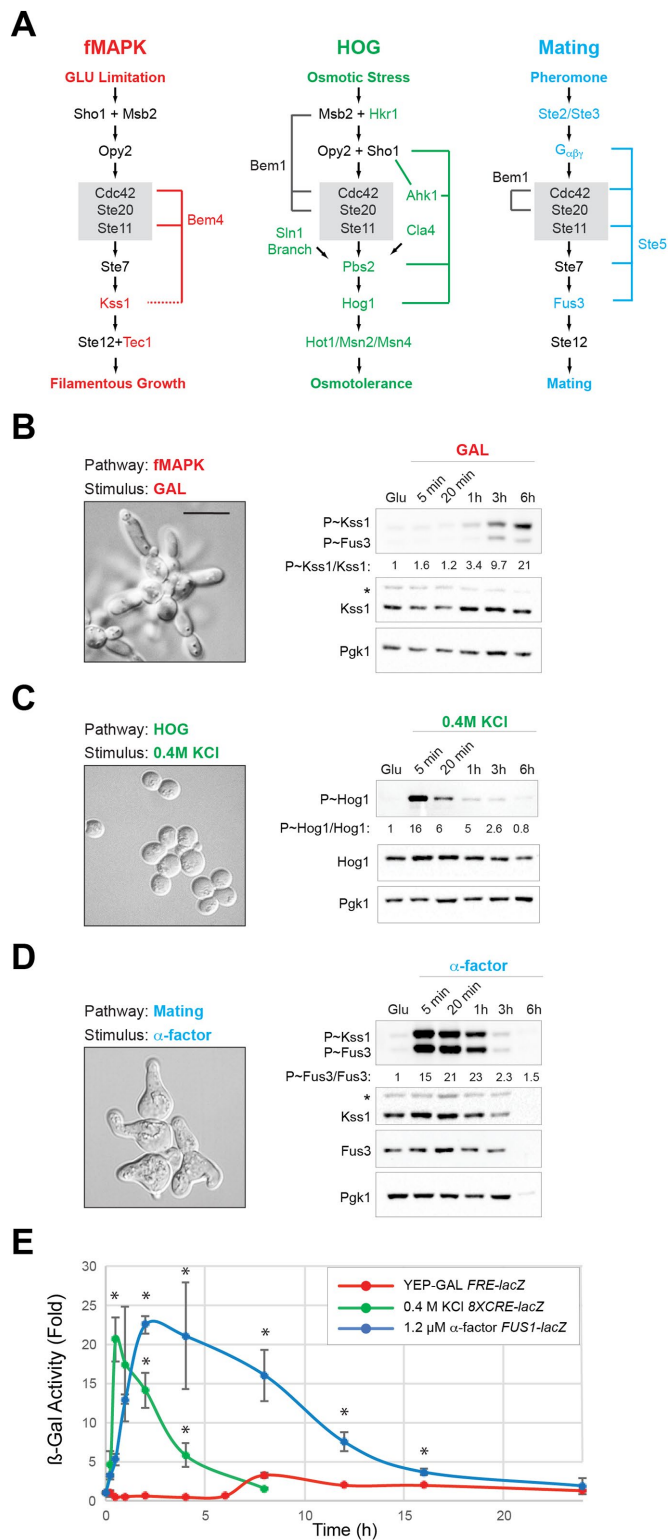 A
fMAPK
GLU Limitation
Sho1 + Msb2
Opy2
Cdc42
Ste20
Ste11
Bem4
Ste7
Kss1
Ste12+Tec1
Filamentous Growth
HOG
Osmotic Stress
Msb2 + Hkr1
Opy2 + Sho1
Bem1
Cdc42
Ste20
Ste11
Ahk1
Sln1
Branch
Cla4
Pbs2
Hog1
Hot1/Msn2/Msn4
Osmotolerance
Mating
Pheromone
Ste2/Ste3
Gαβγ
Bem1
Cdc42
Ste20
Ste11
Ste5
Ste7
Fus3
Ste12
Mating
B
Pathway: fMAPK
Stimulus: GAL
GAL
Glu 5 min 20 min 1h 3h 6h
P~Kss1
P~Fus3
P~Kss1/Kss1: 1 1.6 1.2 3.4 9.7 21
*
Kss1
Pgk1
C
Pathway: HOG
Stimulus: 0.4M KCl
0.4M KCl
Glu 5 min 20 min 1h 3h 6h
P~Hog1
P~Hog1/Hog1: 1 16 6 5 2.6 0.8
Hog1
Pgk1
D
Pathway: Mating
Stimulus: α-factor
α-factor
Glu 5 min 20 min 1h 3h 6h
P~Kss1
P~Fus3
P~Fus3/Fus3: 1 15 21 23 2.3 1.5
*
Kss1
Fus3
Pgk1
E
ß-Gal Activity (Fold)
30
25
20
15
10
5
0
* * * * * * * *
YEP-GAL FRE-lacZ
0.4 M KCl 8XCRE-lacZ
1.2 µM α-factor FUS1-lacZ
0 5 10 15 20
Time (h)